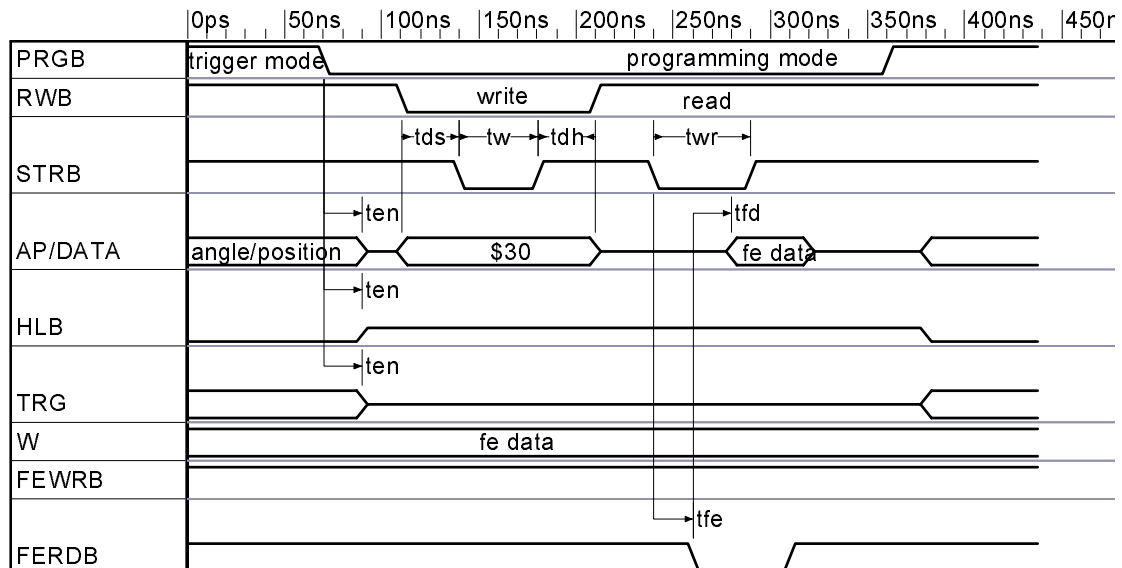 0ps 50ns 100ns 150ns 200ns 250ns 300ns 350ns 400ns 450n
PRGB trigger mode programming mode
RWB write read
tds tw tdh twr
STRB
ten tfd
AP/DATA angle/position $30 fe data
ten
HLB
ten
TRG
W fe data
FEWRB
tfe
FERDB